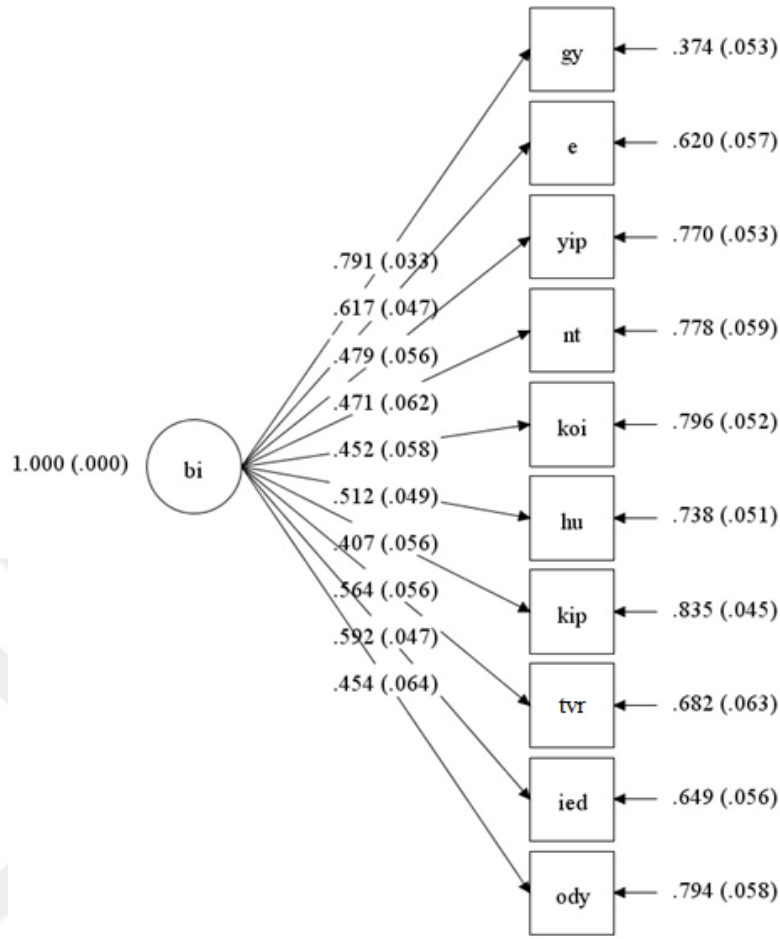 gy .374 (.053)
e .620 (.057)
yip .770 (.053)
.791 (.033)
.617 (.047)
nt .778 (.059)
.479 (.056)
.471 (.062)
koi .796 (.052)
.452 (.058)
1.000 (.000) bi
.512 (.049)
hu .738 (.051)
.407 (.056)
.564 (.056)
kip .835 (.045)
.592 (.047)
.454 (.064)
tvr .682 (.063)
ied .649 (.056)
ody .794 (.058)